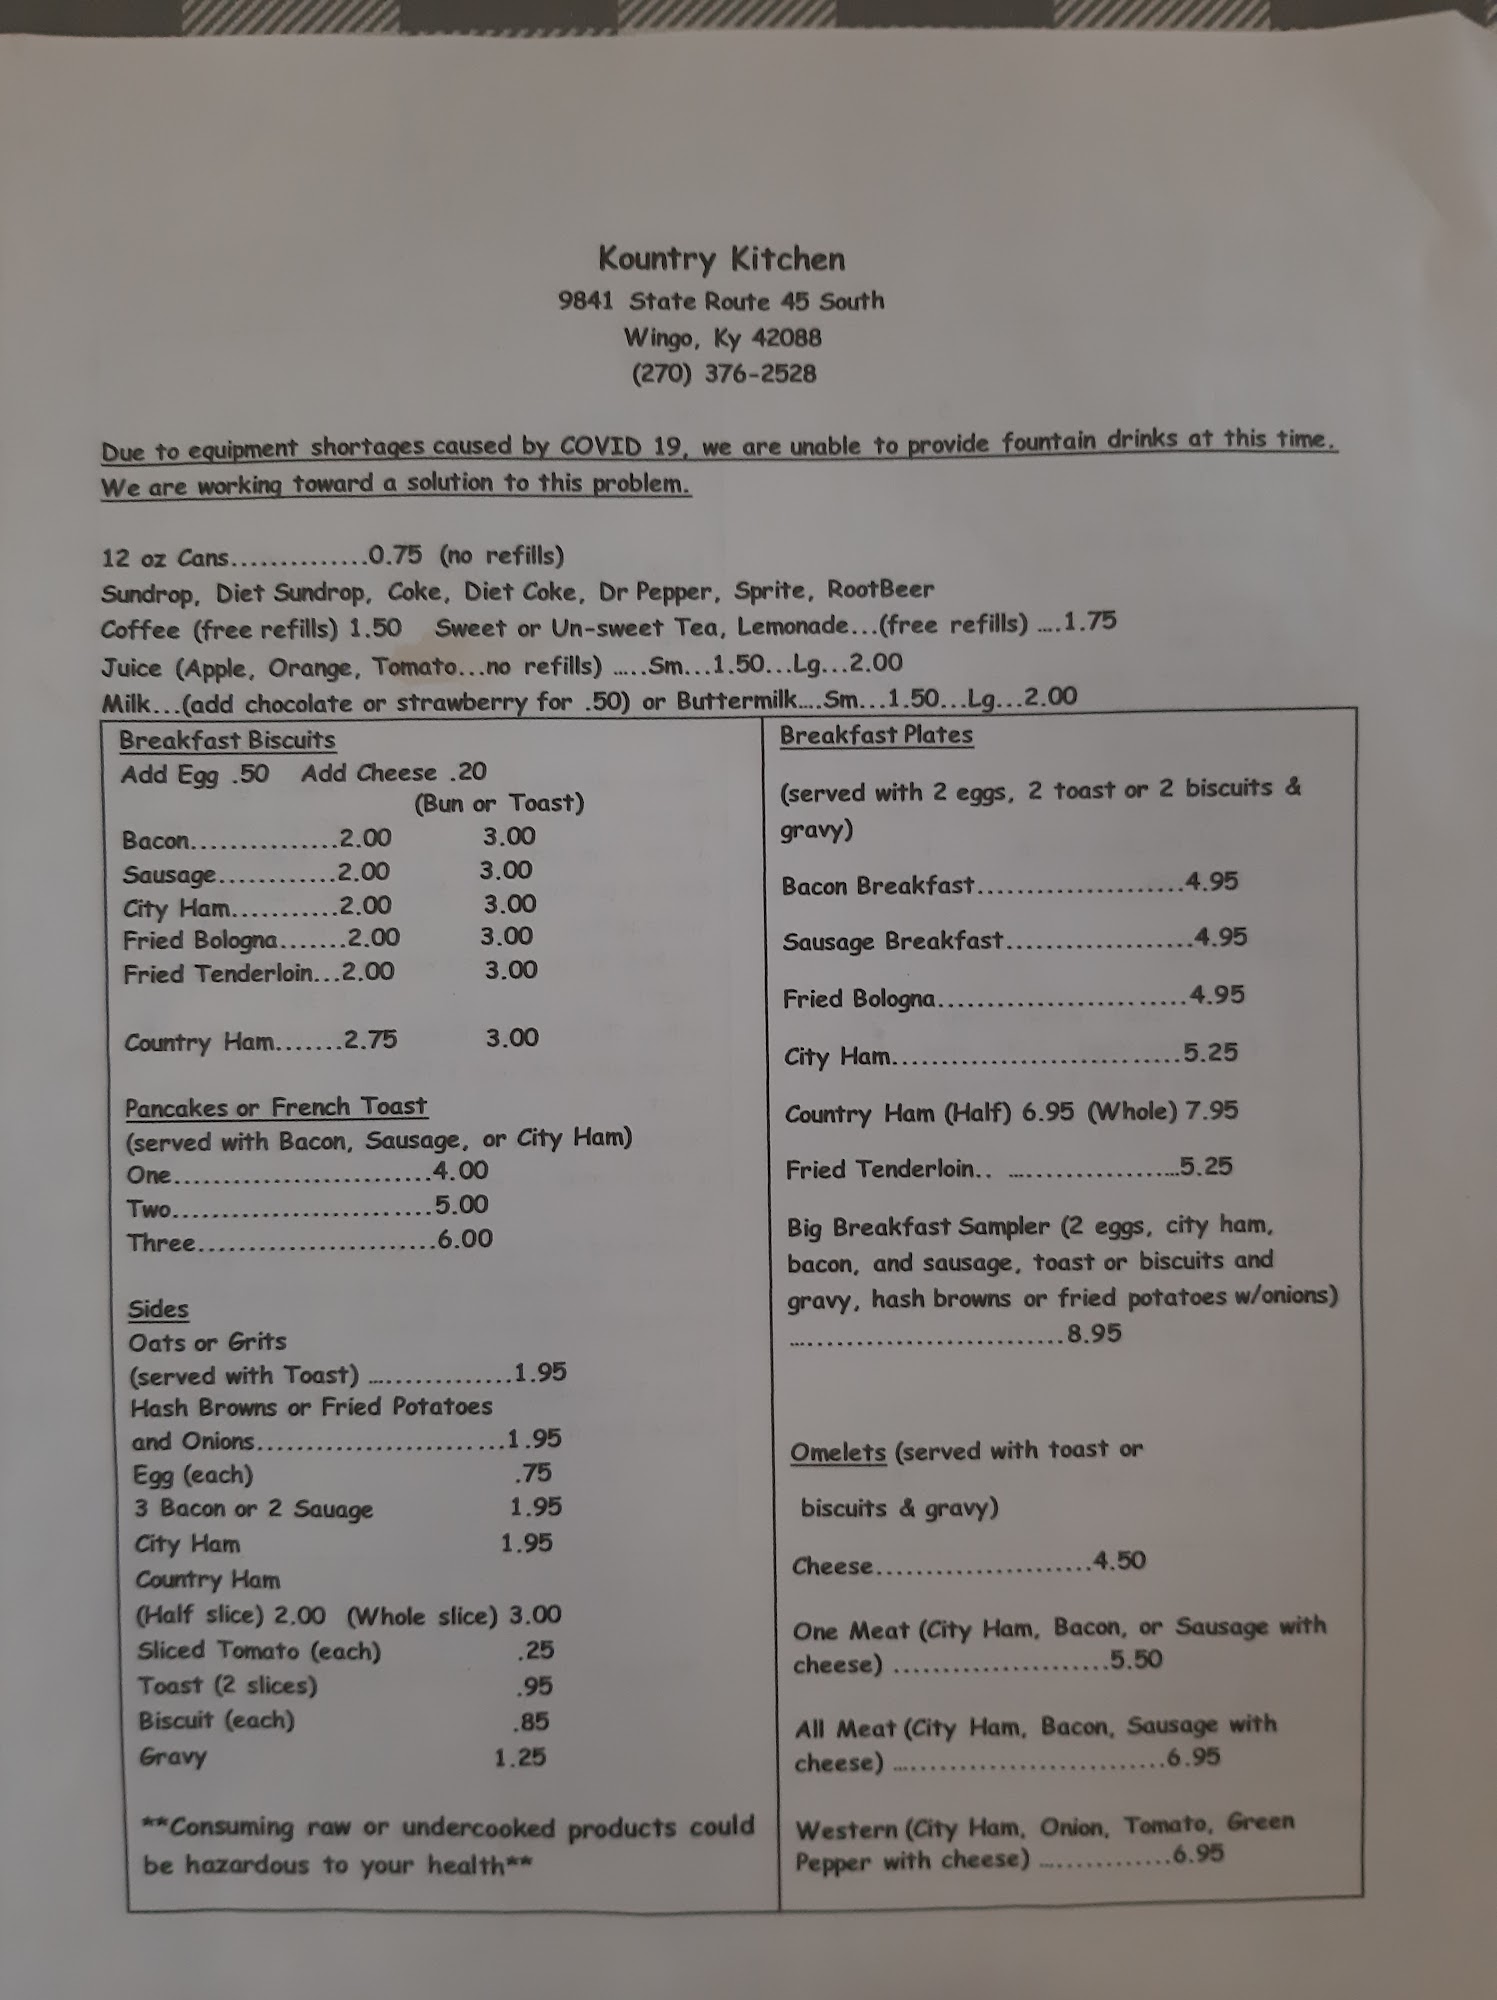 Kountry Kitchen
9841 State Route 45 South
Wingo, Ky 42088
(270) 376-2528
Due to equipment shortages caused by COVID 19, we are unable to provide fountain drinks at this time.
We are working toward a solution to this problem.
12 oz Cans..............0.75 (no refills)
Sundrop, Diet Sundrop, Coke, Diet Coke, Dr Pepper, Sprite, RootBeer
Coffee (free refills) 1.50 Sweet or Un-sweet Tea, Lemonade...(free refills) ....1.75
Juice (Apple, Orange, Tomato...no refills) .....Sm...1.50...Lg...2.00
Milk...(add chocolate or strawberry for .50) or Buttermilk....Sm...1.50...Lg...2.00
Breakfast Biscuits
Add Egg .50 Add Cheese .20
(Bun or Toast)
Bacon...............2.00 3.00
Sausage............2.00 3.00
City Ham...........2.00 3.00
Fried Bologna.......2.00 3.00
Fried Tenderloin...2.00 3.00
Country Ham.......2.75 3.00
Pancakes or French Toast
(served with Bacon, Sausage, or City Ham)
One..........................4.00
Two..........................5.00
Three........................6.00
Sides
Oats or Grits
(served with Toast) ................1.95
Hash Browns or Fried Potatoes
and Onions.........................1.95
Egg (each) .75
3 Bacon or 2 Sauage 1.95
City Ham 1.95
Country Ham
(Half slice) 2.00 (Whole slice) 3.00
Sliced Tomato (each) .25
Toast (2 slices) .95
Biscuit (each) .85
Gravy 1.25
**Consuming raw or undercooked products could
be hazardous to your health**
Breakfast Plates
(served with 2 eggs, 2 toast or 2 biscuits &
gravy)
Bacon Breakfast.....................4.95
Sausage Breakfast...................4.95
Fried Bologna.........................4.95
City Ham.............................5.25
Country Ham (Half) 6.95 (Whole) 7.95
Fried Tenderloin.. .....................5.25
Big Breakfast Sampler (2 eggs, city ham,
bacon, and sausage, toast or biscuits and
gravy, hash browns or fried potatoes w/onions)
.............................8.95
Omelets (served with toast or
biscuits & gravy)
Cheese......................4.50
One Meat (City Ham, Bacon, or Sausage with
cheese) ......................5.50
All Meat (City Ham, Bacon, Sausage with
cheese) .............................6.95
Western (City Ham, Onion, Tomato, Green
Pepper with cheese) ...............6.95